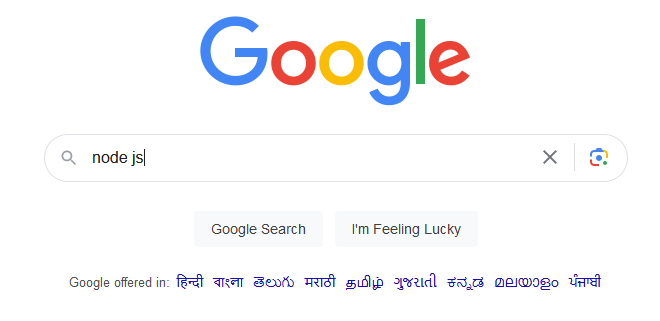 Google
node js
Google Search I'm Feeling Lucky
Google offered in: हिन्दी বাংলা తెలుగు मराठी தமிழ் ગુજરાતી ಕನ್ನಡ മലയാളം ਪੰਜਾਬੀ